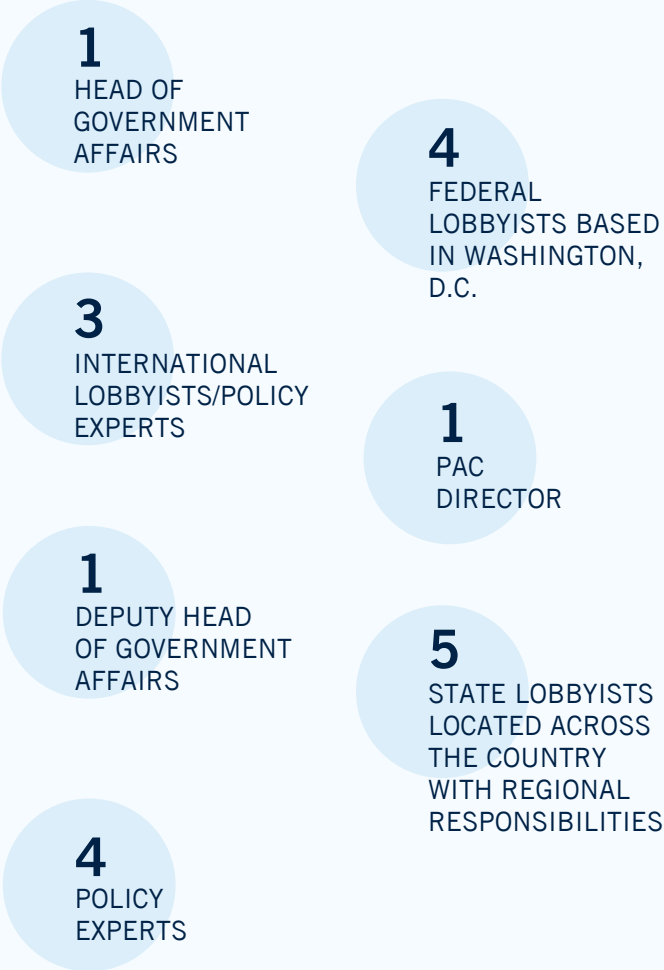 1
HEAD OF
GOVERNMENT
AFFAIRS
4
FEDERAL
LOBBYISTS BASED
IN WASHINGTON,
D.C.
3
INTERNATIONAL
LOBBYISTS/POLICY
EXPERTS
1
PAC
DIRECTOR
1
DEPUTY HEAD
OF GOVERNMENT
AFFAIRS
5
STATE LOBBYISTS
LOCATED ACROSS
THE COUNTRY
WITH REGIONAL
RESPONSIBILITIES
4
POLICY
EXPERTS